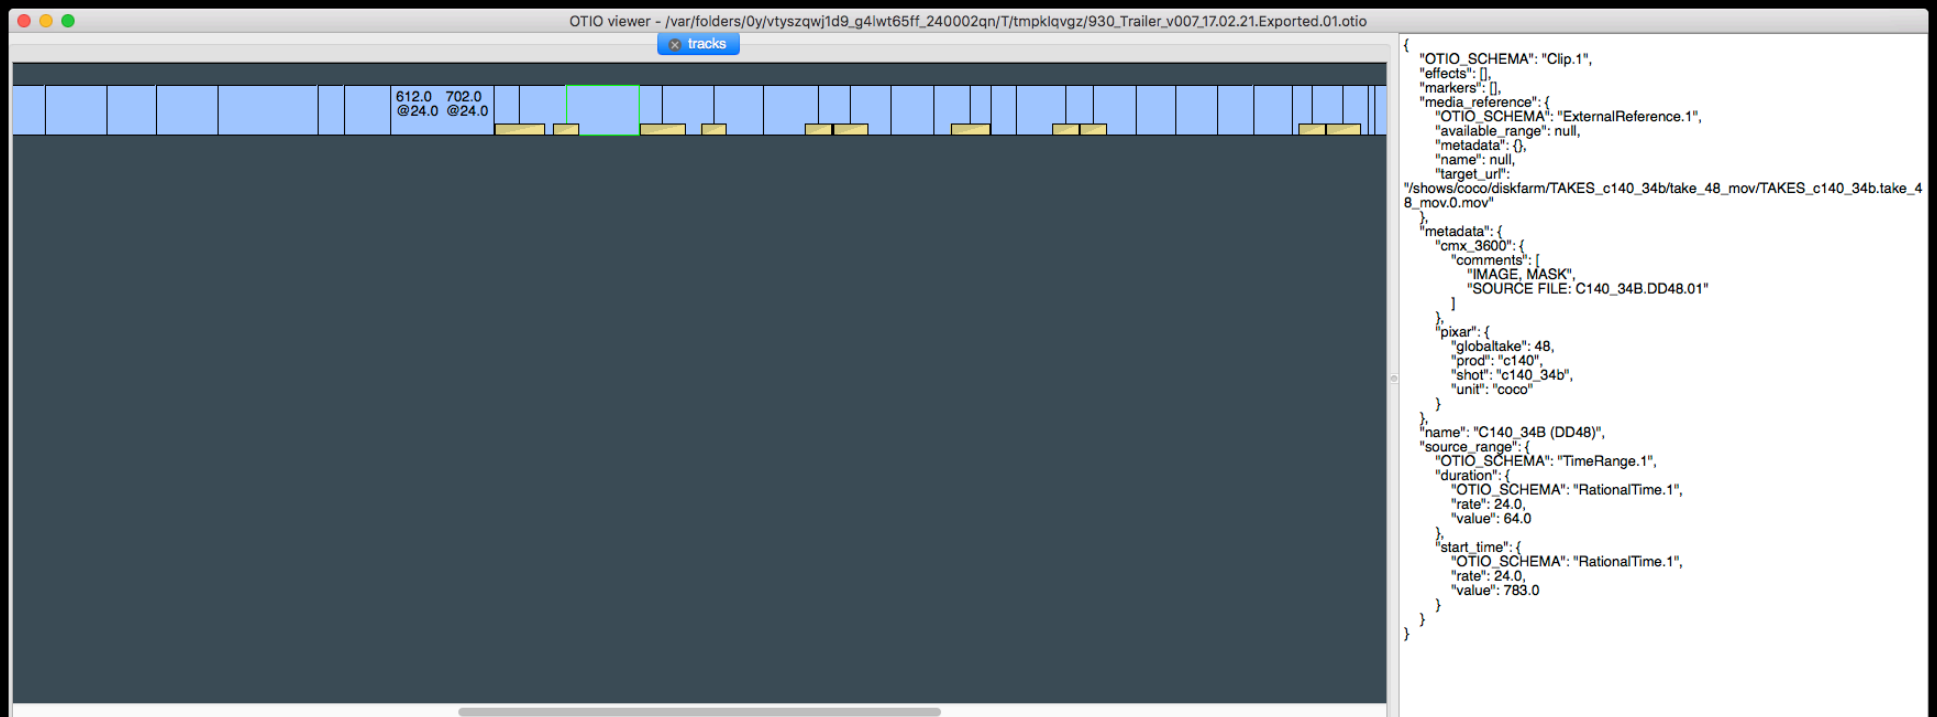 OTIO viewer - /var/folders/0y/vtyszqwj1d9_g4lwt65ff_240002qn/T/tmpklqvgz/930_Trailer_v007_17.02.21.Exported.01.otio
tracks
612.0 702.0
@24.0 @24.0
{
"OTIO_SCHEMA": "Clip.1",
"effects": [],
"markers": [],
"media_reference": {
"OTIO_SCHEMA": "ExternalReference.1",
"available_range": null,
"metadata": {},
"name": null,
"target_url":
"/shows/coco/diskfarm/TAKES_c140_34b/take_48_mov/TAKES_c140_34b.take_4
8_mov.0.mov"
},
"metadata": {
"cmx_3600": {
"comments": [
"IMAGE, MASK",
"SOURCE FILE: C140_34B.DD48.01"
]
},
"pixar": {
"globaltake": 48,
"prod": "c140",
"shot": "c140_34b",
"unit": "coco"
}
},
"name": "C140_34B (DD48)",
"source_range": {
"OTIO_SCHEMA": "TimeRange.1",
"duration": {
"OTIO_SCHEMA": "RationalTime.1",
"rate": 24.0,
"value": 64.0
},
"start_time": {
"OTIO_SCHEMA": "RationalTime.1",
"rate": 24.0,
"value": 783.0
}
}
}